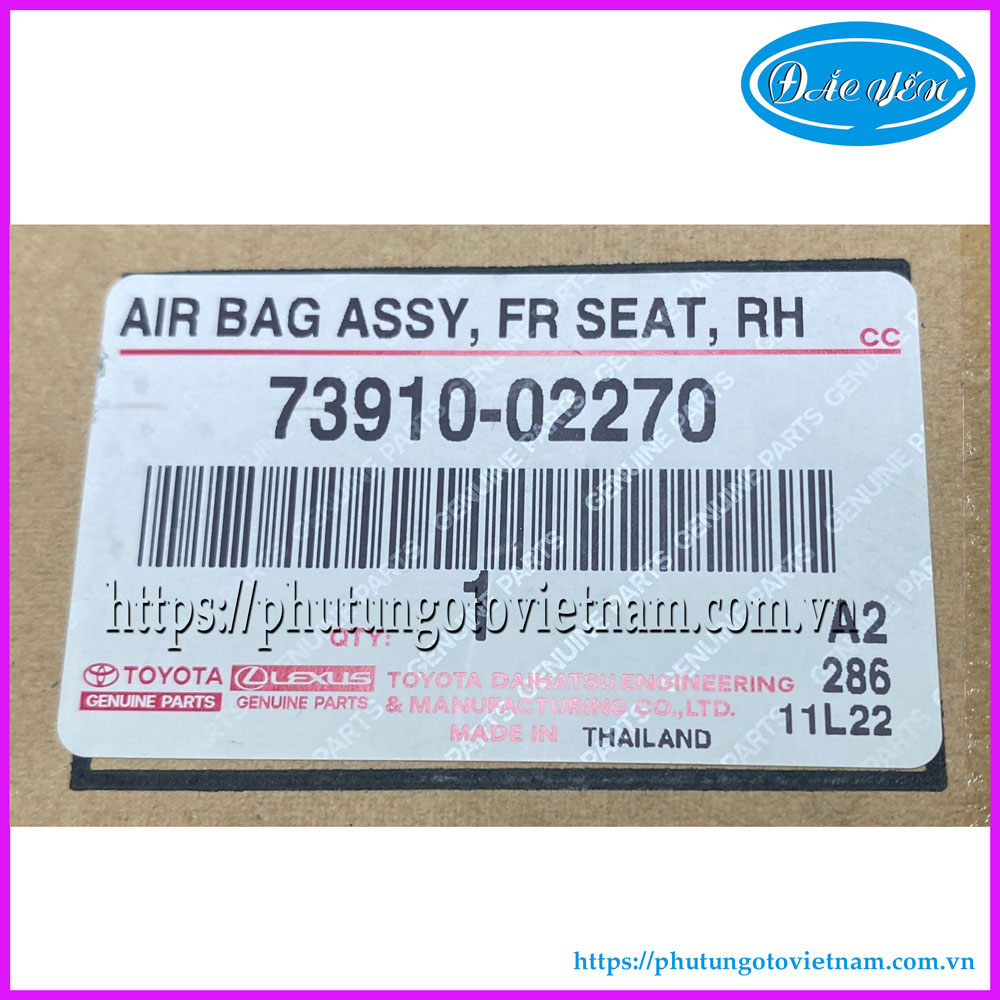 ĐẮC YẾN
AIR BAG ASSY, FR SEAT, RH
CC
73910-02270
https://phutungotovietnam.com.vn
QTY: 1
A2
TOYOTA
GENUINE PARTS
LEXUS
GENUINE PARTS
TOYOTA DAIHATSU ENGINEERING
& MANUFACTURING CO.,LTD.
MADE IN THAILAND
286
11L22
GENUINE PARTS
https://phutungotovietnam.com.vn